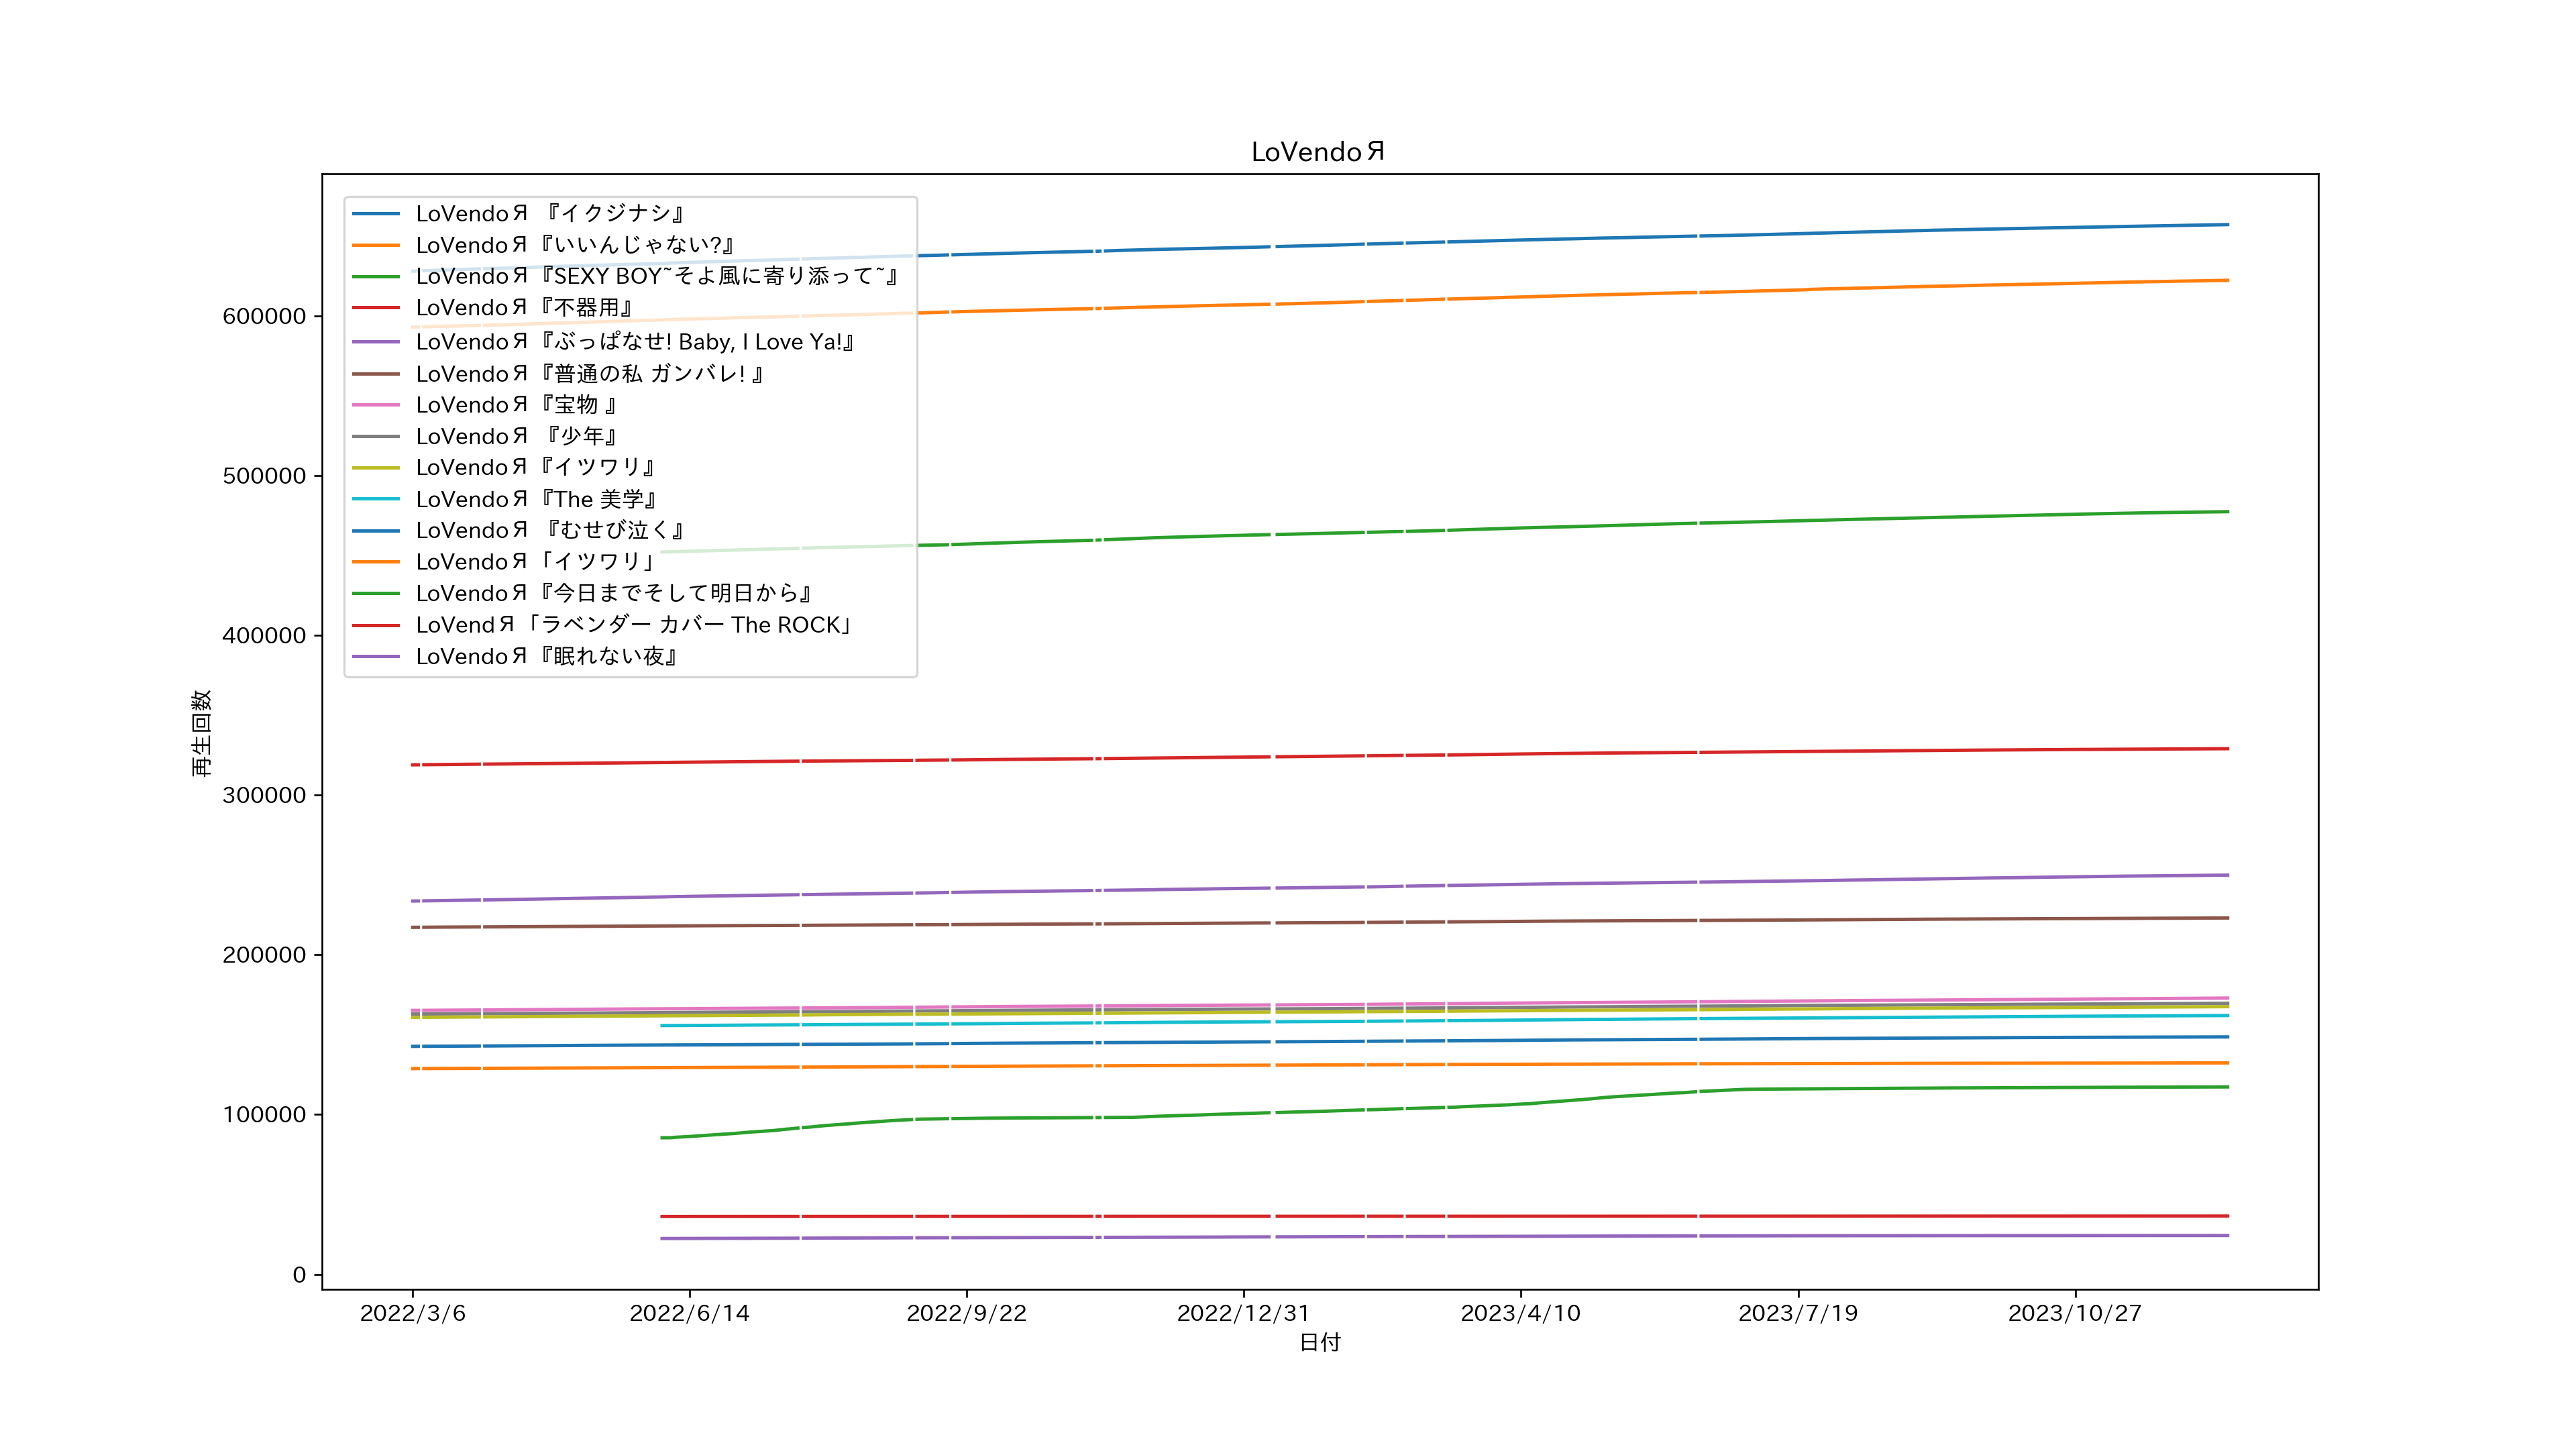 LoVendoЯ
LoVendoЯ 『イクジナシ』
LoVendoЯ『いいんじゃない?』
LoVendoЯ『SEXY BOY~そよ風に寄り添って~』
LoVendoЯ『不器用』
LoVendoЯ『ぶっぱなせ! Baby, I Love Ya!』
LoVendoЯ『普通の私 ガンバレ! 』
LoVendoЯ『宝物 』
LoVendoЯ 『少年』
LoVendoЯ『イツワリ』
LoVendoЯ『The 美学』
LoVendoЯ 『むせび泣く』
LoVendoЯ「イツワリ」
LoVendoЯ『今日までそして明日から』
LoVendЯ「ラベンダー カバー The ROCK」
LoVendoЯ『眠れない夜』
再生回数
600000
500000
400000
300000
200000
100000
0
2022/3/6 2022/6/14 2022/9/22 2022/12/31 2023/4/10 2023/7/19 2023/10/27
日付